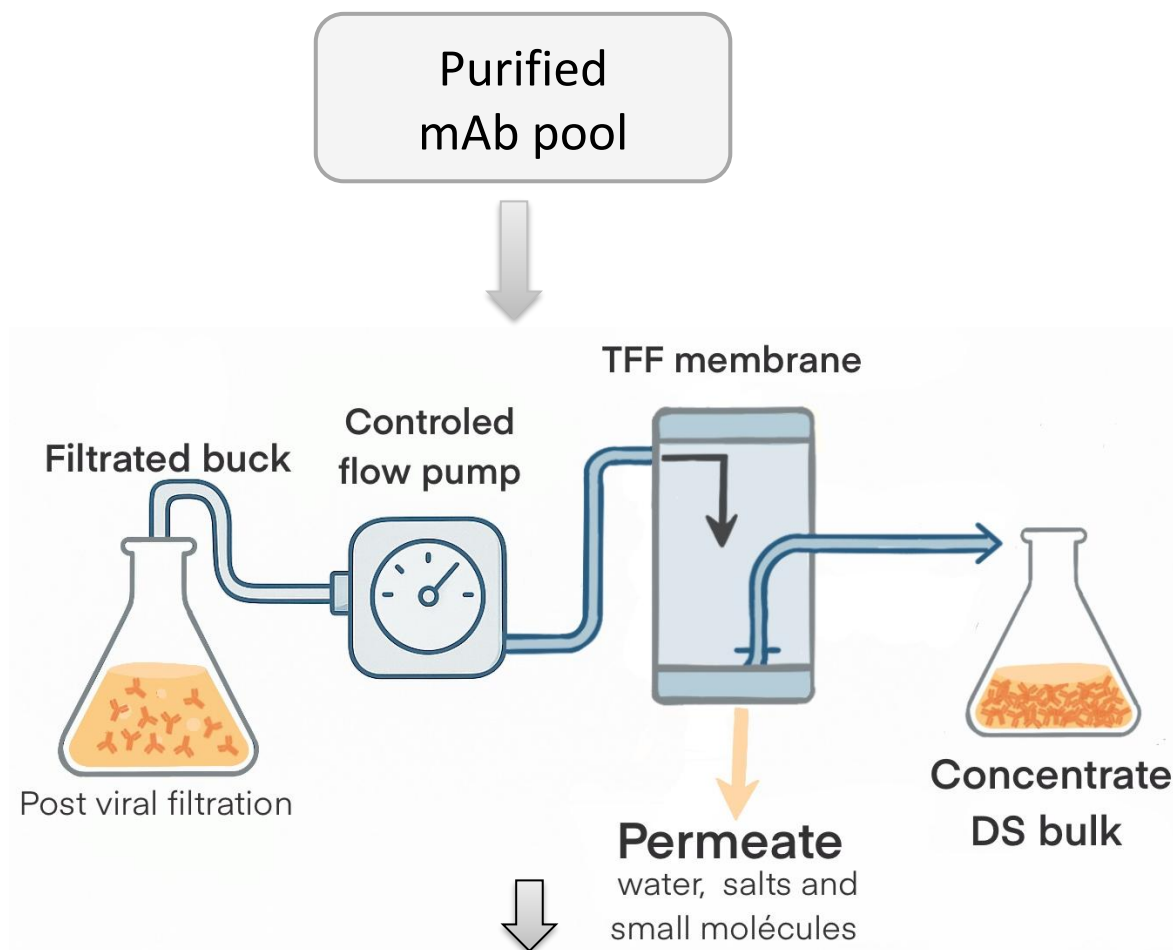 Purified
mAb pool
TFF membrane
Controled
flow pump
Filtrated buck
Post viral filtration
Concentrate
DS bulk
Permeate
water, salts and
small molécules